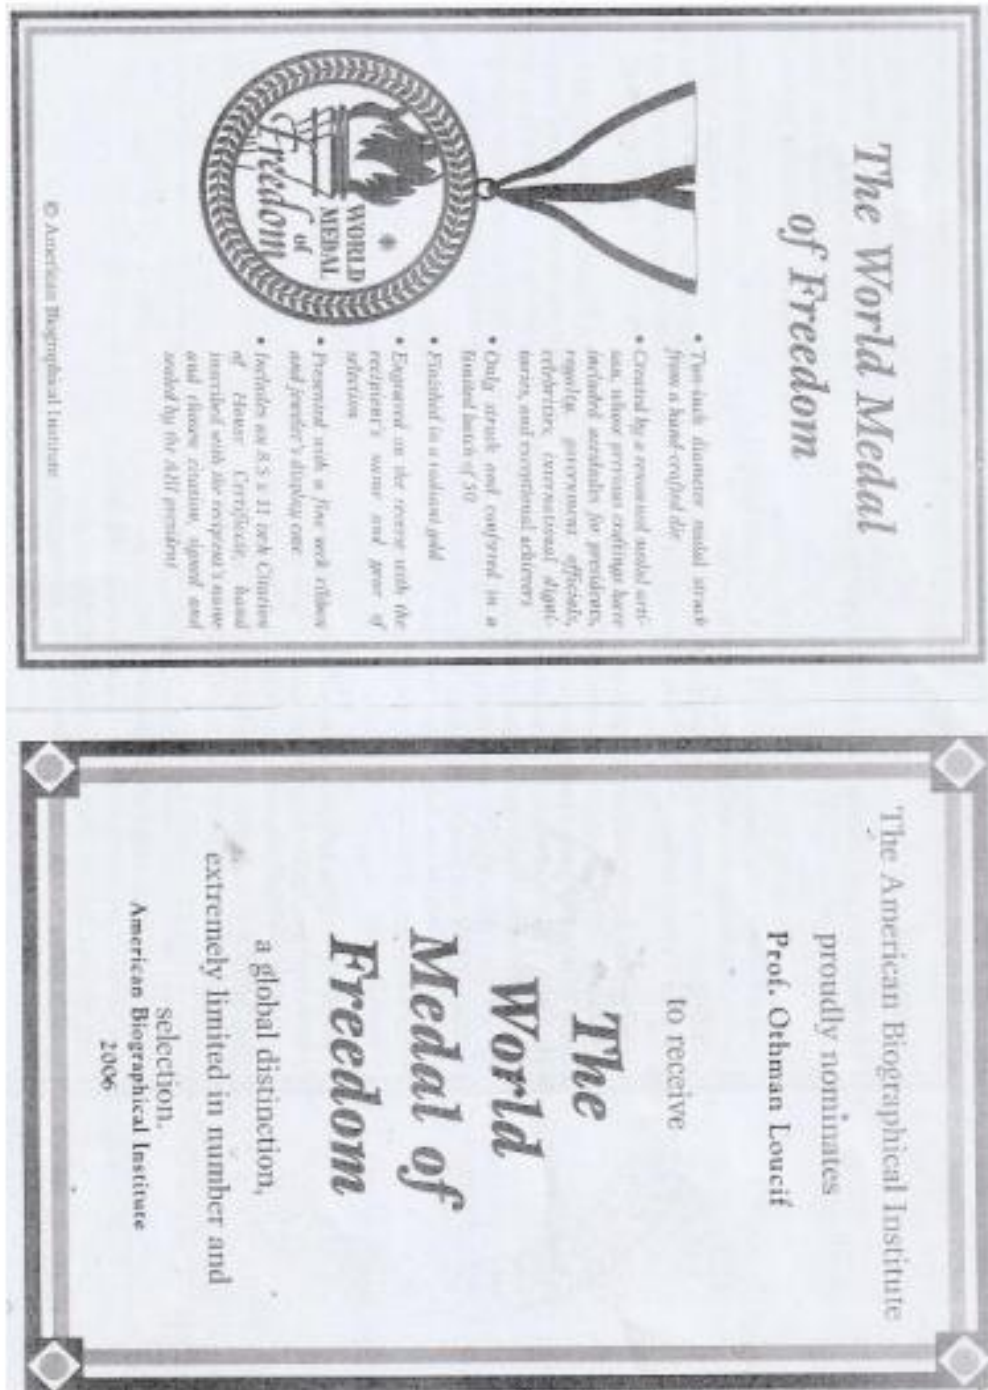 The World Medal
of Freedom
WORLD
MEDAL
of
Freedom
• Two-inch diameter medal struck
from a hand-crafted die
• Created by a renowned medal arti-
san, whose previous craftings have
included medals for presidents,
royalty, government officials,
celebrities, international digni-
taries, and exceptional achievers
• Only struck and conferred in a
limited batch of 50
• Finished in a radiant gold
• Engraved on the reverse with the
recipient's name and year of
selection
• Presented with a fine neck ribbon
and jeweler's display case
• Includes an 8.5 x 11 inch Citation
of Honor Certificate, hand
inscribed with the recipient's name
and chosen citation, signed and
sealed by the ABI president
© American Biographical Institute
The American Biographical Institute
proudly nominates
Prof. Othman Loucif
to receive
The
World
Medal of
Freedom
a global distinction,
extremely limited in number and
selection.
American Biographical Institute
2006